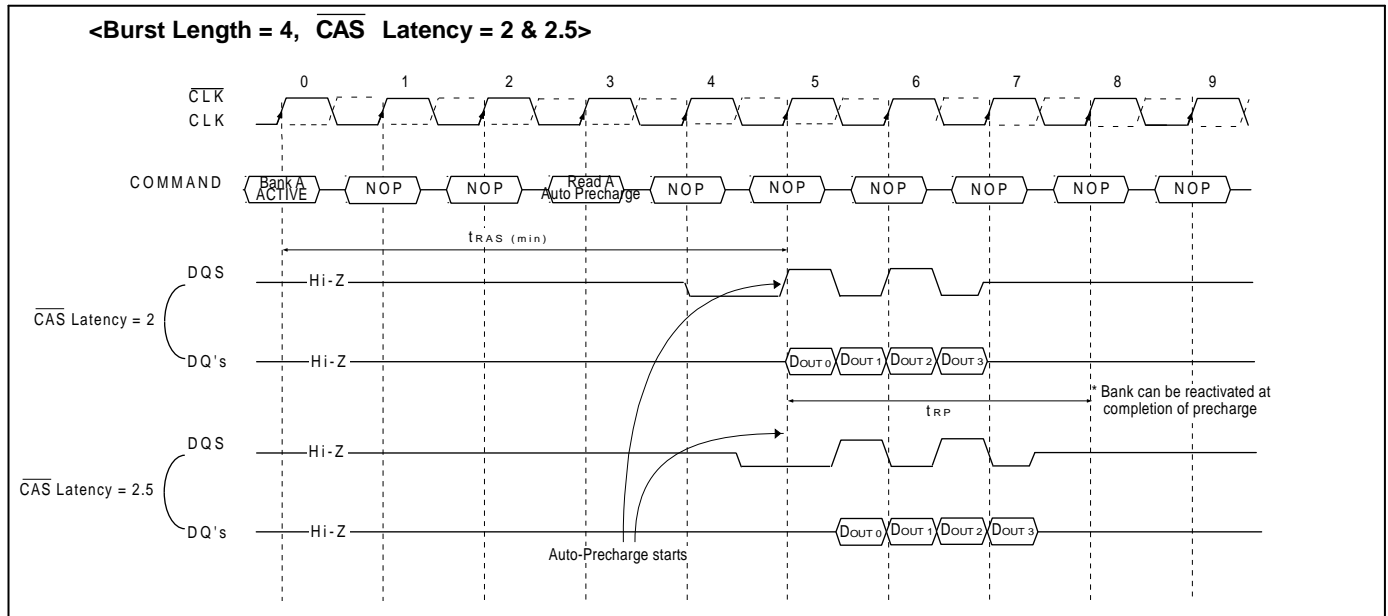 <Burst Length = 4, CAS Latency = 2 & 2.5>
0 1 2 3 4 5 6 7 8 9
CLK
CLK
COMMAND
Bank A
ACTIVE
NOP
NOP
Read A
Auto Precharge
NOP
NOP
NOP
NOP
NOP
NOP
tRAS (min)
DQS
Hi-Z
CAS Latency = 2
DQ's
Hi-Z
DOUT 0
DOUT 1
DOUT 2
DOUT 3
* Bank can be reactivated at
completion of precharge
tRP
DQS
Hi-Z
CAS Latency = 2.5
DQ's
Hi-Z
DOUT 0
DOUT 1
DOUT 2
DOUT 3
Auto-Precharge starts